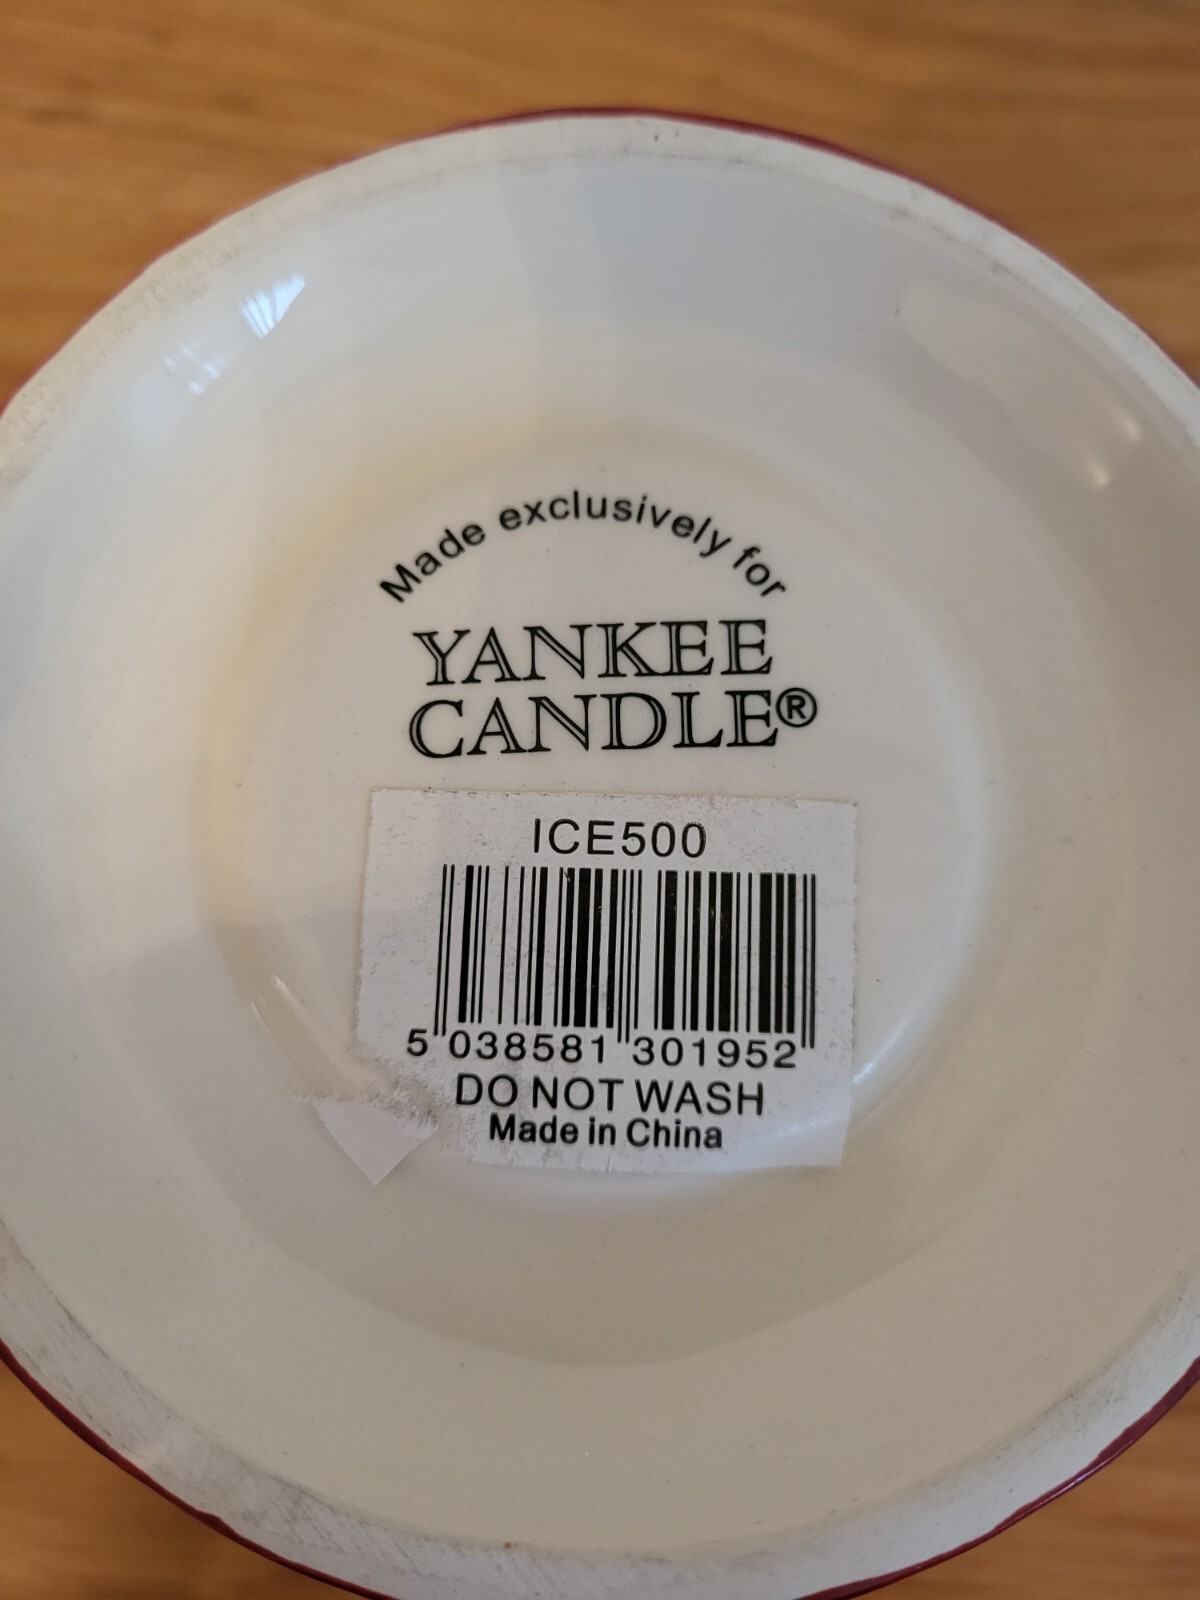 Made exclusively for
YANKEE
CANDLE®
ICE500
5 038581 301952
DO NOT WASH
Made in China